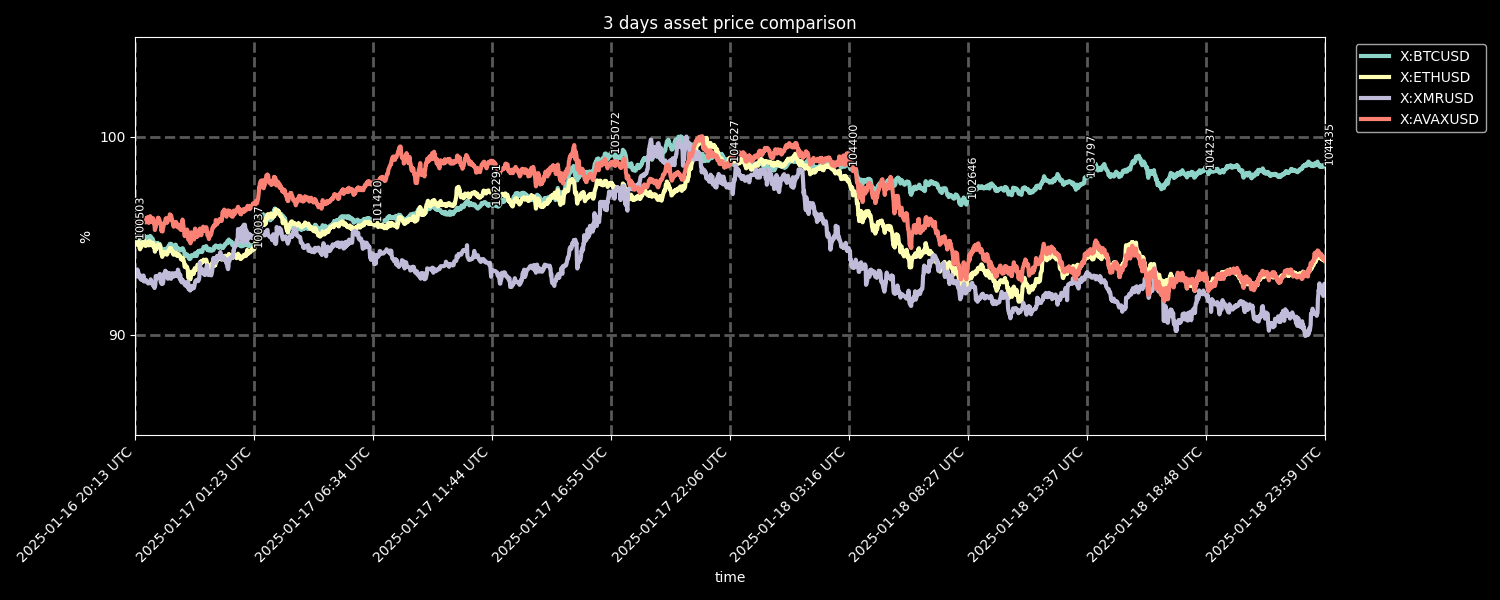 3 days asset price comparison
X:BTCUSD
X:ETHUSD
X:XMRUSD
X:AVAXUSD
100
90
%
100503
100037
101420
102291
105072
104627
104400
102646
103797
104237
104435
2025-01-16 20:13 UTC
2025-01-17 01:23 UTC
2025-01-17 06:34 UTC
2025-01-17 11:44 UTC
2025-01-17 16:55 UTC
2025-01-17 22:06 UTC
2025-01-18 03:16 UTC
2025-01-18 08:27 UTC
2025-01-18 13:37 UTC
2025-01-18 18:48 UTC
2025-01-18 23:59 UTC
time